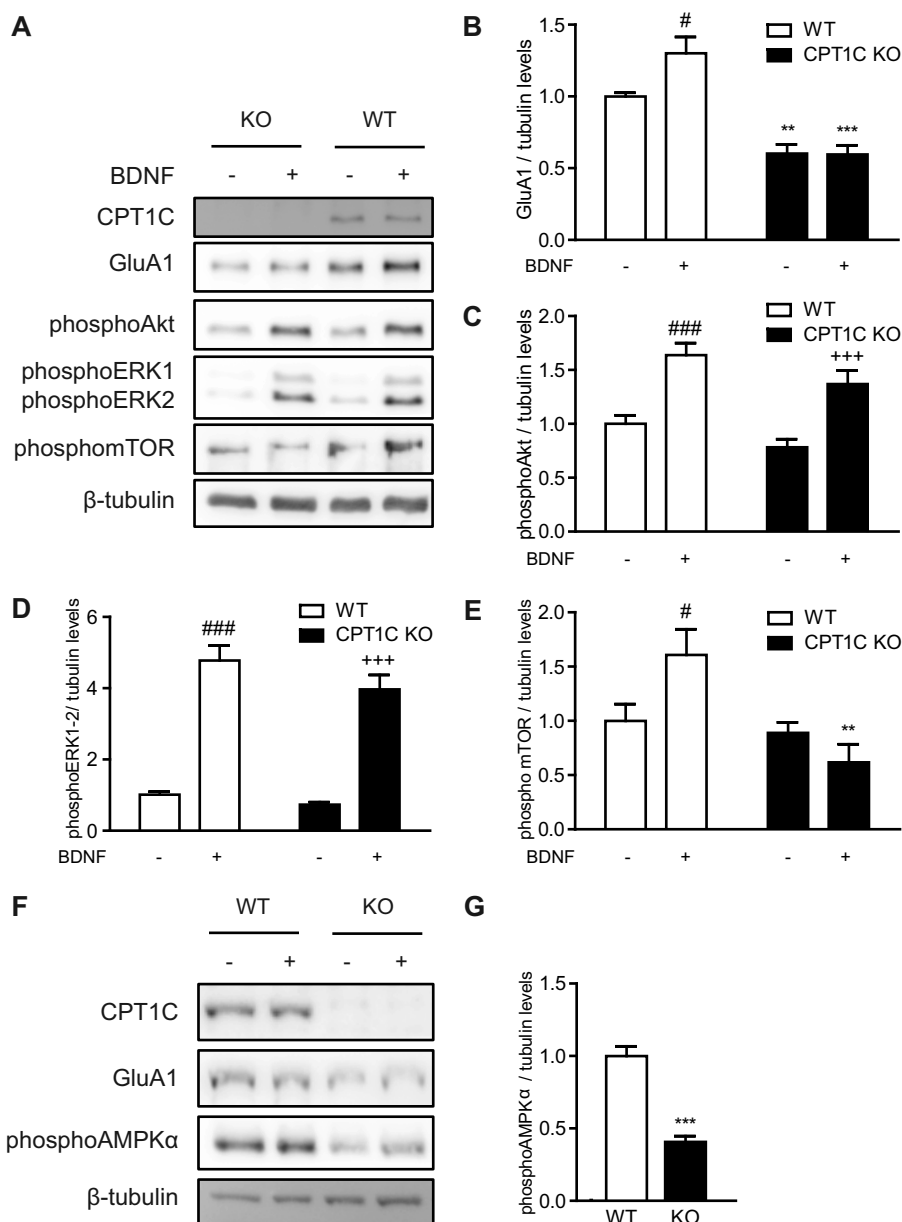 A
KO WT
BDNF - + - +
CPT1C
GluA1
phosphoAkt
phosphoERK1
phosphoERK2
phosphomTOR
β-tubulin
B
GluA1 / tubulin levels
1.5
1.0
0.5
0.0
# ** ***
WT
CPT1C KO
BDNF - + - +
C
phosphoAkt / tubulin levels
2.0
1.5
1.0
0.5
0.0
### +++
WT
CPT1C KO
BDNF - + - +
D
phosphoERK1-2/ tubulin levels
6
4
2
0
### +++
WT
CPT1C KO
BDNF - + - +
E
phospho mTOR / tubulin levels
2.0
1.5
1.0
0.5
0.0
# **
WT
CPT1C KO
BDNF - + - +
F
WT KO
- + - +
CPT1C
GluA1
phosphoAMPKα
β-tubulin
G
phosphoAMPKα / tubulin levels
1.5
1.0
0.5
0.0
***
WT KO